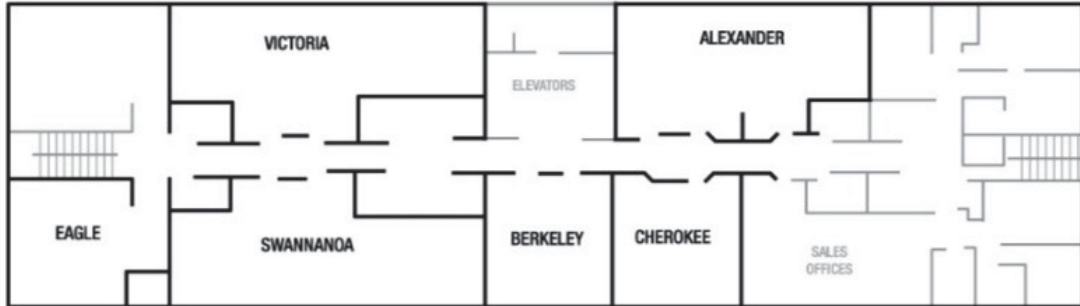 VICTORIA
ALEXANDER
ELEVATORS
EAGLE
SWANNANOA
BERKELEY
CHEROKEE
SALES
OFFICES